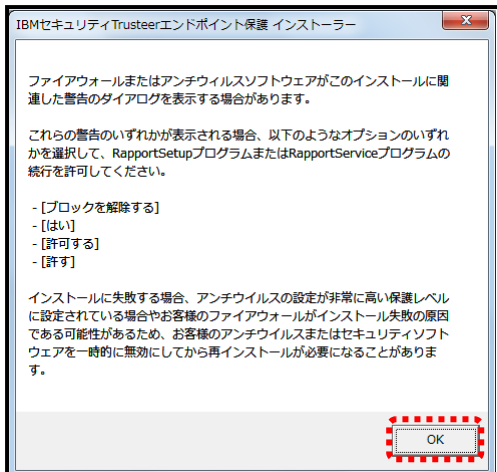 IBMセキュリティTrusteerエンドポイント保護 インストーラー
ファイアウォールまたはアンチウィルスソフトウェアがこのインストールに関
連した警告のダイアログを表示する場合があります。
これらの警告のいずれかが表示される場合、以下のようなオプションのいずれ
かを選択して、RapportSetupプログラムまたはRapportServiceプログラムの
続行を許可してください。
- [ブロックを解除する]
- [はい]
- [許可する]
- [許す]
インストールに失敗する場合、アンチウイルスの設定が非常に高い保護レベル
に設定されている場合やお客様のファイアウォールがインストール失敗の原因
である可能性があるため、お客様のアンチウイルスまたはセキュリティソフト
ウェアを一時的に無効にしてから再インストールが必要になることがありま
す。
OK